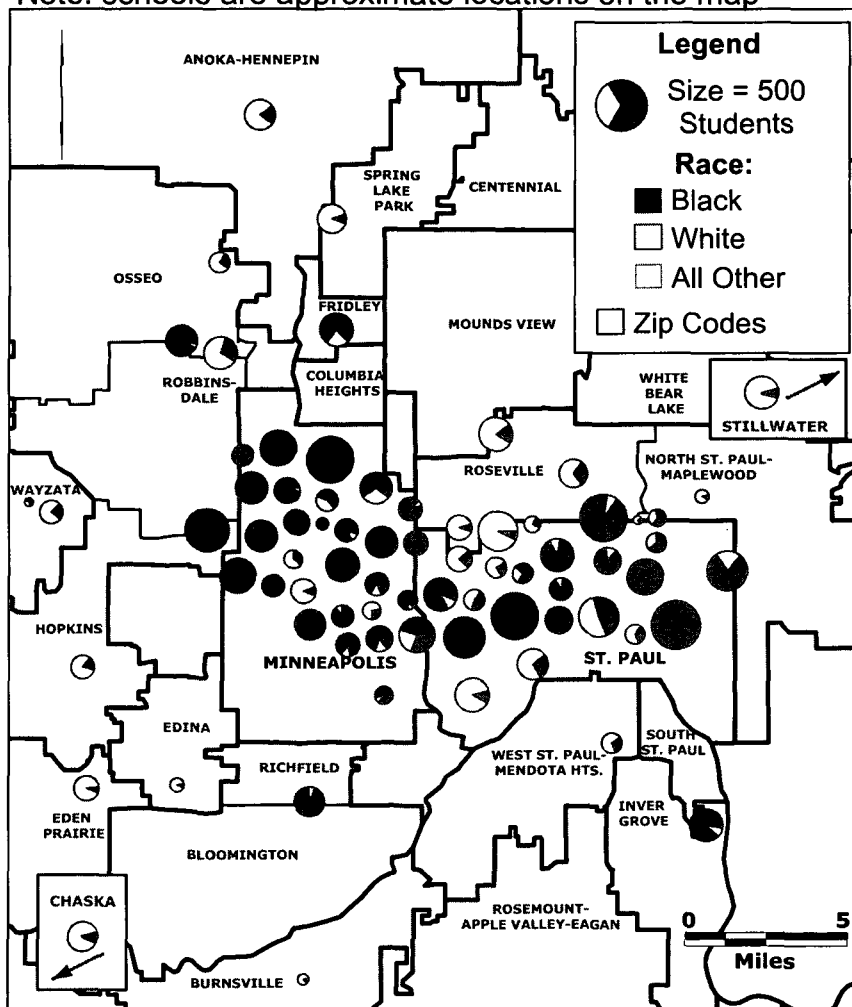 Note: schools are approximate locations on the map
Legend
Size = 500
Students
Race:
Black
White
All Other
Zip Codes
ANOKA-HENNEPIN
SPRING
LAKE
PARK
CENTENNIAL
OSSEO
FRIDLEY
MOUNDS VIEW
ROBBINS-
DALE
COLUMBIA
HEIGHTS
WHITE
BEAR
LAKE
STILLWATER
ROSEVILLE
NORTH ST. PAUL-
MAPLEWOOD
WAYZATA
HOPKINS
MINNEAPOLIS
ST. PAUL
EDINA
RICHFIELD
WEST ST. PAUL-
MENDOTA HTS.
SOUTH
ST. PAUL
EDEN
PRAIRIE
INVER
GROVE
BLOOMINGTON
CHASKA
ROSEMOUNT-
APPLE VALLEY-EAGAN
0 5
Miles
BURNSVILLE